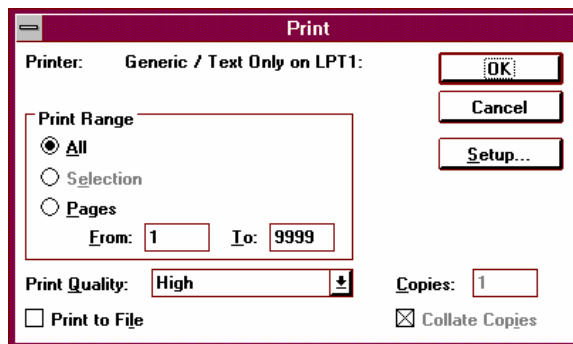 Print
Printer: Generic / Text Only on LPT1:
OK
Cancel
Setup...
Print Range
All
Selection
Pages
From: 1 To: 9999
Print Quality: High
Copies: 1
Print to File
Collate Copies